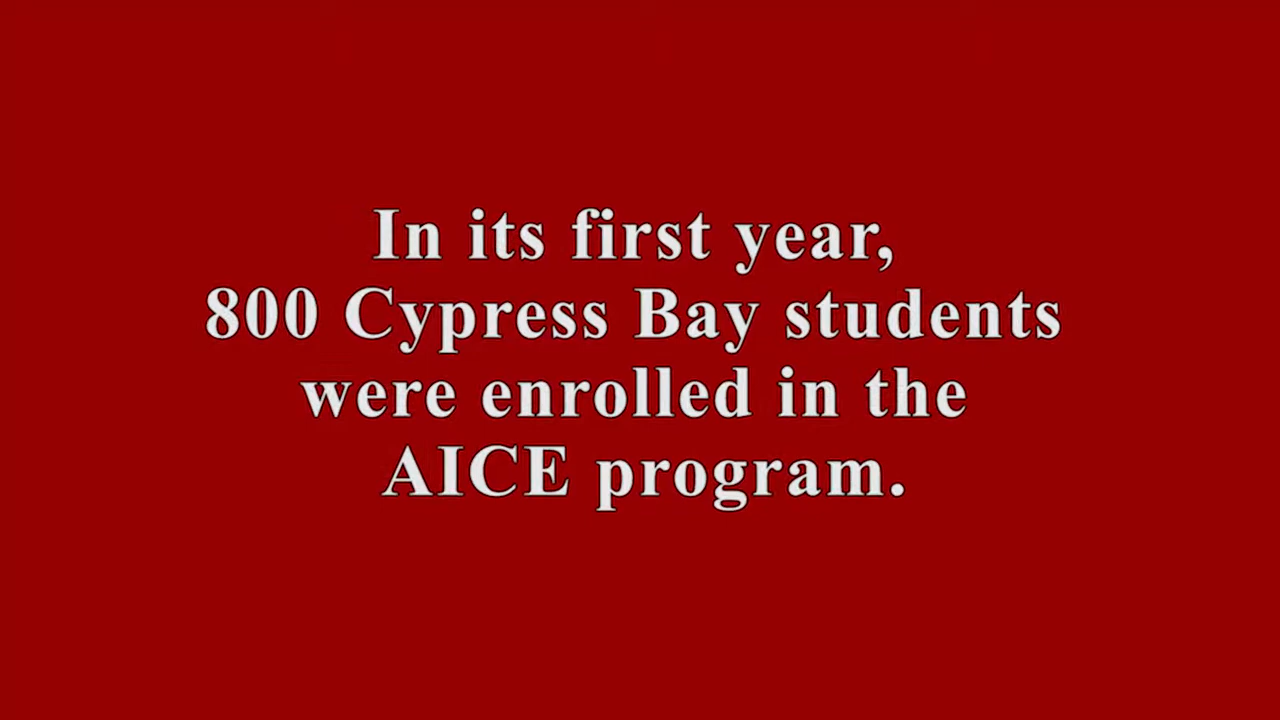 In its first year,
800 Cypress Bay students
were enrolled in the
AICE program.